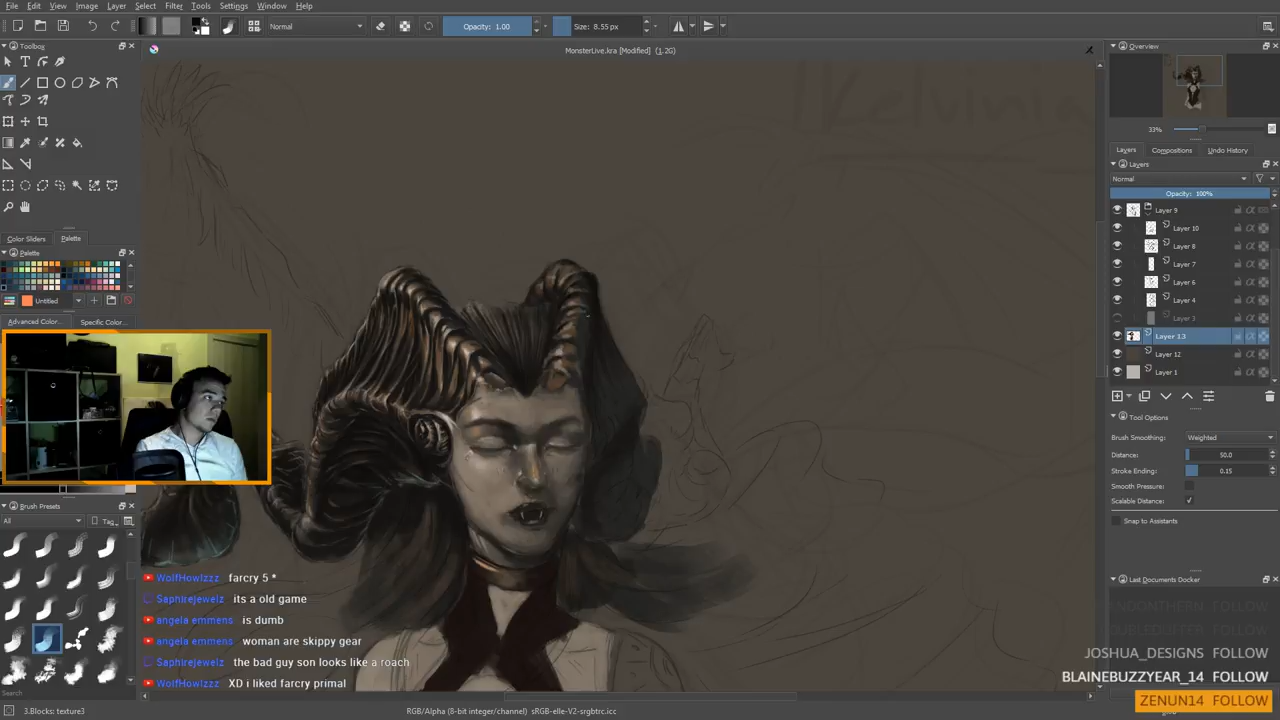 File Edit View Image Layer Select Filter Tools Settings Window Help
Normal
Opacity: 1.00
Size: 8.55 px
MonsterLive.kra [Modified] (1.2G)
Toolbox
Overview
33%
Layers Compositions Undo History
Layers
Normal
Opacity: 100%
Layer 9
Layer 10
Layer 8
Layer 7
Layer 6
Layer 4
Layer 3
Layer 13
Layer 12
Layer 1
Tool Options
Brush Smoothing: Weighted
Distance: 50.0
Stroke Ending: 0.15
Smooth Pressure:
Scalable Distance:
Snap to Assistants
Last Documents Docker
JOSHUA_DESIGNS FOLLOW
BLAINEBUZZYEAR_14 FOLLOW
ZENUN14 FOLLOW
Color Sliders Palette
Palette
Untitled
Advanced Color... Specific Color...
Brush Presets
All
Tag
Search
WolfHowlzzz farcry 5 *
Saphirejewelz its a old game
angela emmens is dumb
angela emmens woman are skippy gear
Saphirejewelz the bad guy son looks like a roach
WolfHowlzzz XD i liked farcry primal
3.Blocks: texture3
RGB/Alpha (8-bit integer/channel) sRGB-elle-V2-srgbtrc.icc